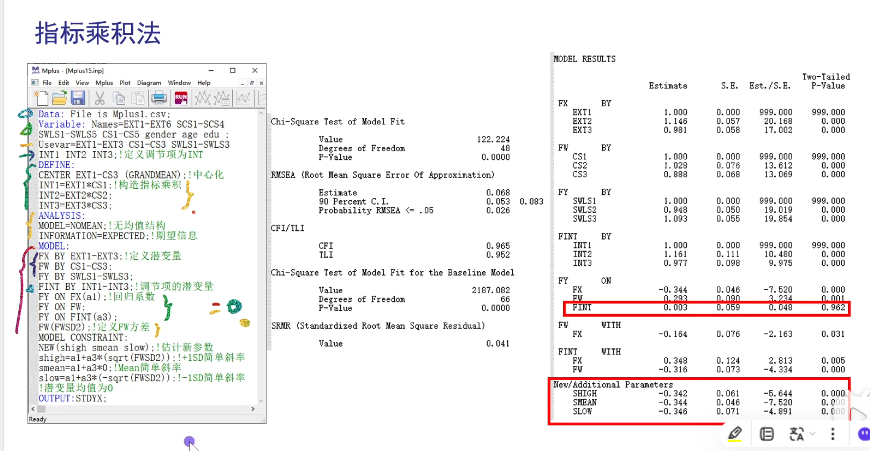 指标乘积法
Mplus - [Mplus15.inp]
File Edit View Mplus Plot Diagram Window Help
RUN
Data: File is Mplus1.csv;
Variable: Names=EXT1-EXT6 SCS1-SCS4
SWLS1-SWLS5 CS1-CS5 gender age edu ;
Usevar=EXT1-EXT3 CS1-CS3 SWLS1-SWLS3
INT1 INT2 INT3;!定义调节项为INT
DEFINE:
CENTER EXT1-CS3 (GRANDMEAN);!中心化
INT1=EXT1*CS1;!构造指标乘积
INT2=EXT2*CS2;
INT3=EXT3*CS3;
ANALYSIS:
MODEL=NOMEAN;!无均值结构
INFORMATION=EXPECTED;!期望信息
MODEL:
FX BY EXT1-EXT3;!定义潜变量
FW BY CS1-CS3;
FY BY SWLS1-SWLS3;
FINT BY INT1-INT3;!调节项的潜变量
FY ON FX(a1);!回归系数
FY ON FW;
FY ON FINT(a3);
FW(FWSD2);!定义FW方差
MODEL CONSTRAINT:
NEW(shigh smean slow);!估计新参数
shigh=a1+a3*(sqrt(FWSD2));!+1SD简单斜率
smean=a1+a3*0;!Mean简单斜率
slow=a1+a3*(-sqrt(FWSD2));!-1SD简单斜率
!潜变量均值为0
OUTPUT:STDYX;
Ready
Chi-Square Test of Model Fit
Value 122.224
Degrees of Freedom 48
P-Value 0.0000
RMSEA (Root Mean Square Error Of Approximation)
Estimate 0.068
90 Percent C.I. 0.053 0.083
Probability RMSEA <= .05 0.026
CFI/TLI
CFI 0.965
TLI 0.952
Chi-Square Test of Model Fit for the Baseline Model
Value 2187.082
Degrees of Freedom 66
P-Value 0.0000
SRMR (Standardized Root Mean Square Residual)
Value 0.041
MODEL RESULTS
Two-Tailed
Estimate S.E. Est./S.E. P-Value
FX BY
EXT1 1.000 0.000 999.000 999.000
EXT2 1.146 0.057 20.168 0.000
EXT3 0.981 0.058 17.002 0.000
FW BY
CS1 1.000 0.000 999.000 999.000
CS2 1.028 0.076 13.612 0.000
CS3 0.888 0.068 13.069 0.000
FY BY
SWLS1 1.000 0.000 999.000 999.000
SWLS2 0.948 0.050 19.019 0.000
SWLS3 1.093 0.055 19.854 0.000
FINT BY
INT1 1.000 0.000 999.000 999.000
INT2 1.161 0.111 10.480 0.000
INT3 0.977 0.098 9.975 0.000
FY ON
FX -0.344 0.046 -7.520 0.000
FW 0.293 0.090 3.234 0.001
FINT 0.003 0.059 0.048 0.962
FW WITH
FX -0.164 0.076 -2.163 0.031
FINT WITH
FX 0.348 0.124 2.813 0.005
FW -0.316 0.073 -4.334 0.000
New/Additional Parameters
SHIGH -0.342 0.061 -5.644 0.000
SMEAN -0.344 0.046 -7.520 0.000
SLOW -0.346 0.071 -4.891 0.000